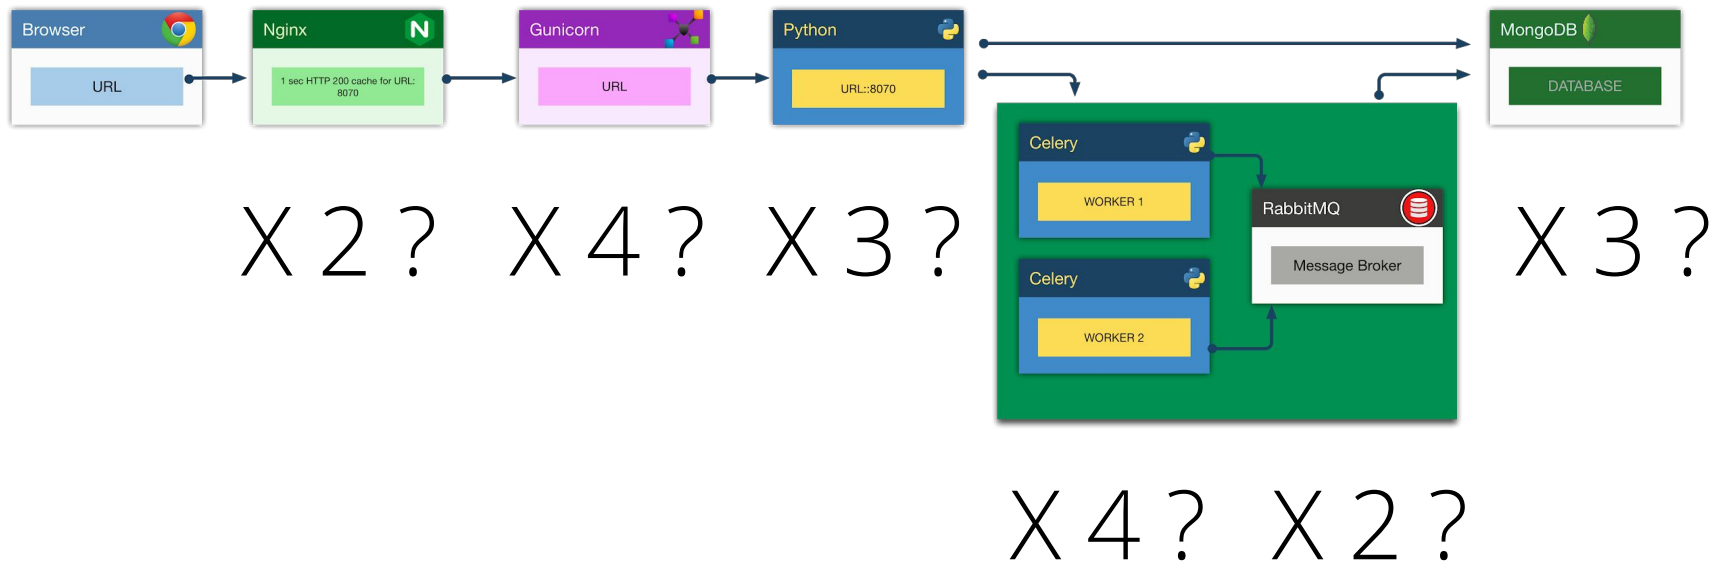 Browser
URL
Nginx
N
1 sec HTTP 200 cache for URL:
8070
Gunicorn
URL
Python
URL::8070
MongoDB
DATABASE
Celery
WORKER 1
RabbitMQ
Message Broker
Celery
WORKER 2
X 2 ?
X 4 ?
X 3 ?
X 3 ?
X 4 ?
X 2 ?